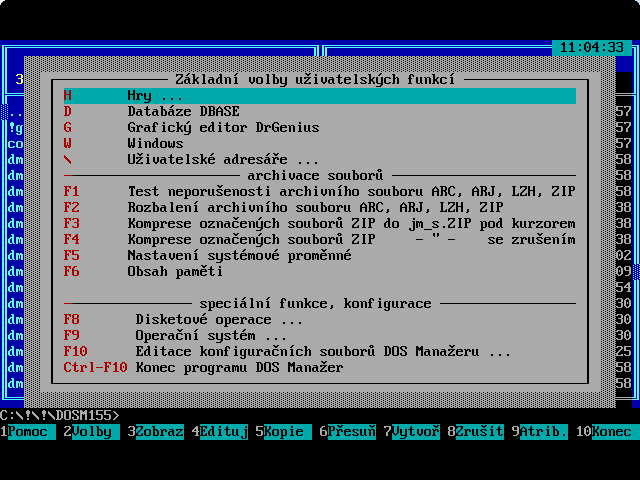 11:04:33
3
Základní volby uživatelských funkcí
H Hry ...
.. D Databáze DBASE 57
!g G Grafický editor DrGenius 57
co W Windows 57
dm \ Uživatelské adresáře ... 58
dm archivace souborů 58
dm F1 Test neporušenosti archivního souboru ARC, ARJ, LZH, ZIP 58
dm F2 Rozbalení archivu ARC, ARJ, LZH, ZIP 38
dm F3 Komprese označených souborů ZIP do jm_s.ZIP pod kurzorem 38
dm F4 Komprese označených souborů ZIP - " - se zrušením 38
dm F5 Nastavení systémové proměnné 02
dm F6 Obsah paměti 09
dm 54
dm speciální funkce, konfigurace 30
dm F8 Disketové operace ... 58
dm F9 Operační systém ... 30
dm F10 Editace konfiguračních souborů DOS Manažeru ... 25
dm Ctrl-F10 Konec programu DOS Manažer 58
dm 58
C:\!\!\DOSM155>
1Pomoc 2Volby 3Zobraz 4Edituj 5Kopie 6Přesuň 7Vytvoř 8Zrušit 9Atrib. 10Konec